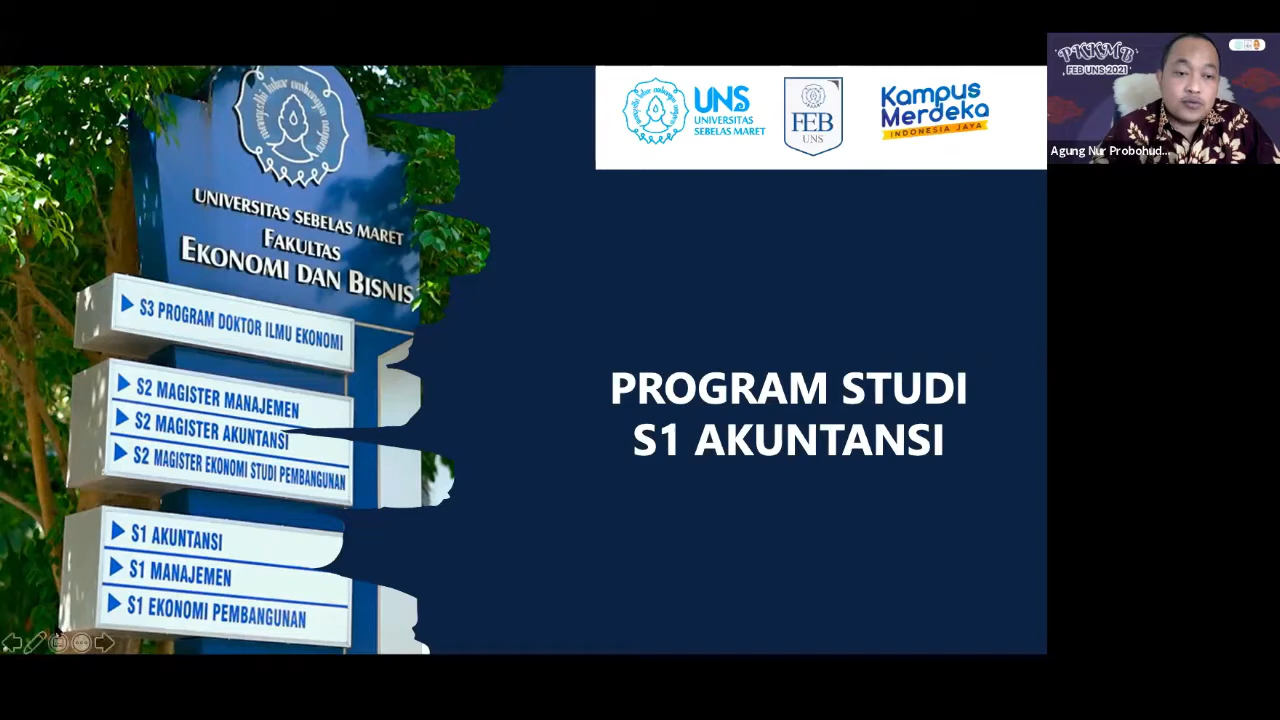 UNIVERSITAS SEBELAS MARET
FAKULTAS
EKONOMI DAN BISNIS
S3 PROGRAM DOKTOR ILMU EKONOMI
S2 MAGISTER MANAJEMEN
S2 MAGISTER AKUNTANSI
S2 MAGISTER EKONOMI STUDI PEMBANGUNAN
S1 AKUNTANSI
S1 MANAJEMEN
S1 EKONOMI PEMBANGUNAN
UNS
UNIVERSITAS
SEBELAS MARET
FEB
UNS
Kampus
Merdeka
INDONESIA JAYA
PROGRAM STUDI
S1 AKUNTANSI
PKKMB
FEB UNS 2021
Agung Nur Probohud...